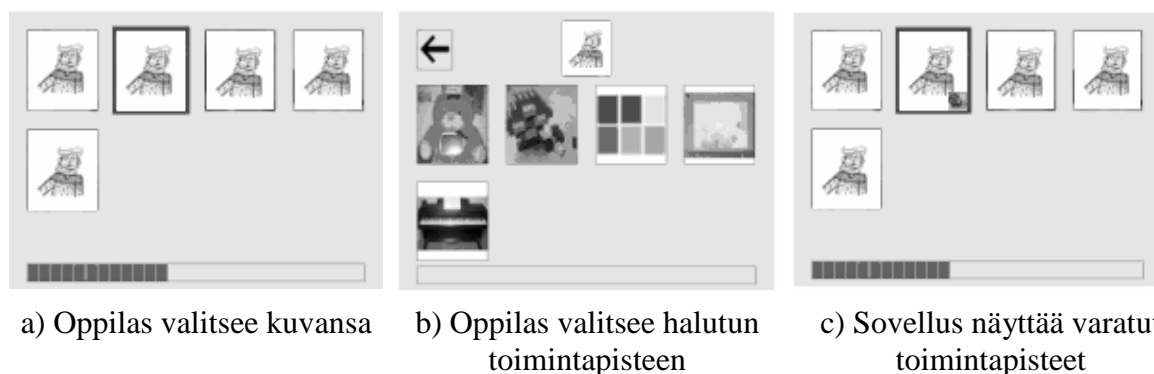 a) Oppilas valitsee kuvansa
b) Oppilas valitsee halutun
toimintapisteen
c) Sovellus näyttää varatut
toimintapisteet